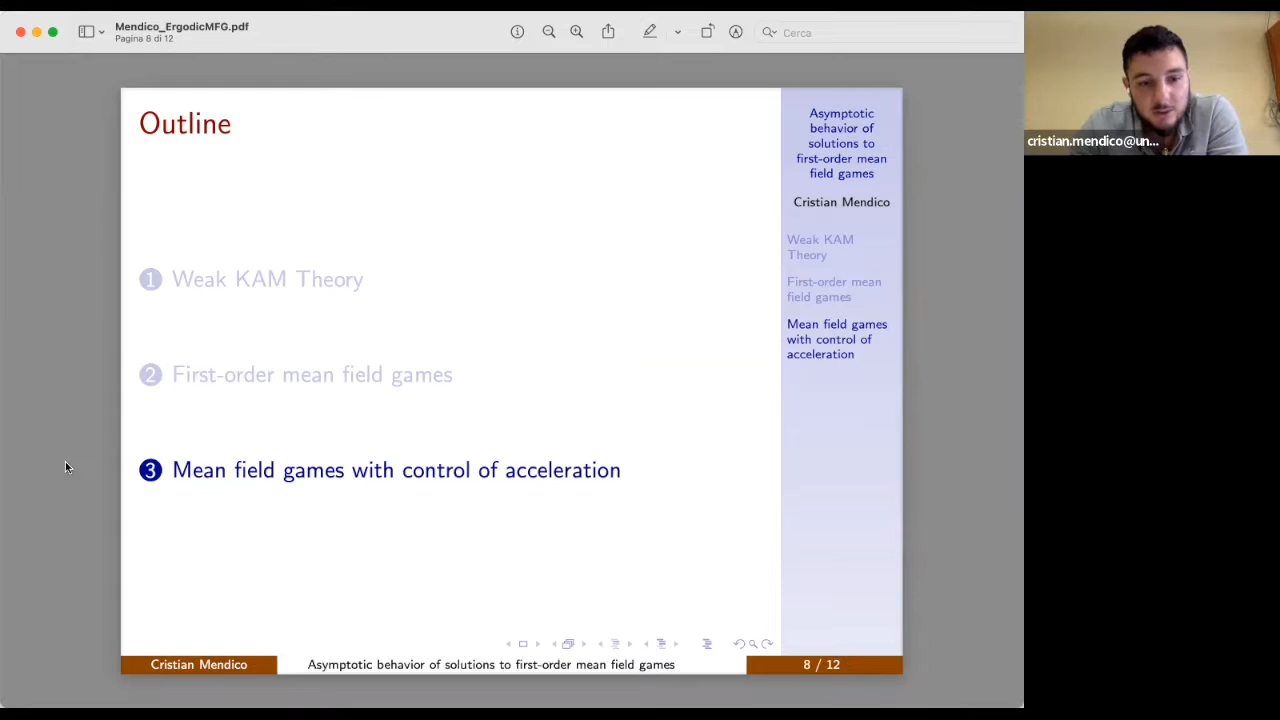 Mendico_ErgodicMFG.pdf
Pagina 8 di 12
Cerca
cristian.mendico@un...
Outline
1 Weak KAM Theory
2 First-order mean field games
3 Mean field games with control of acceleration
Asymptotic
behavior of
solutions to
first-order mean
field games
Cristian Mendico
Weak KAM
Theory
First-order mean
field games
Mean field games
with control of
acceleration
Cristian Mendico
Asymptotic behavior of solutions to first-order mean field games
8 / 12